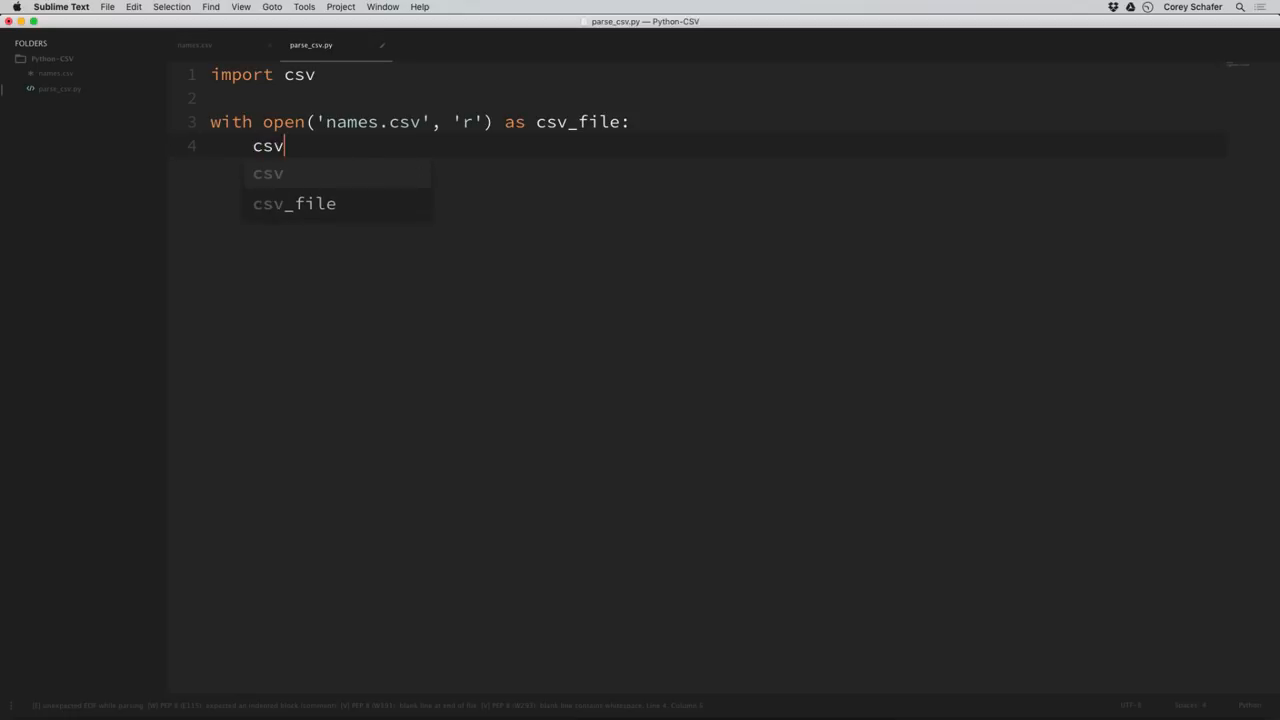 Sublime Text File Edit Selection Find View Goto Tools Project Window Help Corey Schafer
parse_csv.py — Python-CSV
FOLDERS
Python-CSV
names.csv
parse_csv.py
names.csv parse_csv.py
1 import csv
2
3 with open('names.csv', 'r') as csv_file:
4 csv
csv
csv_file
UTF-8 Spaces: 4 Python